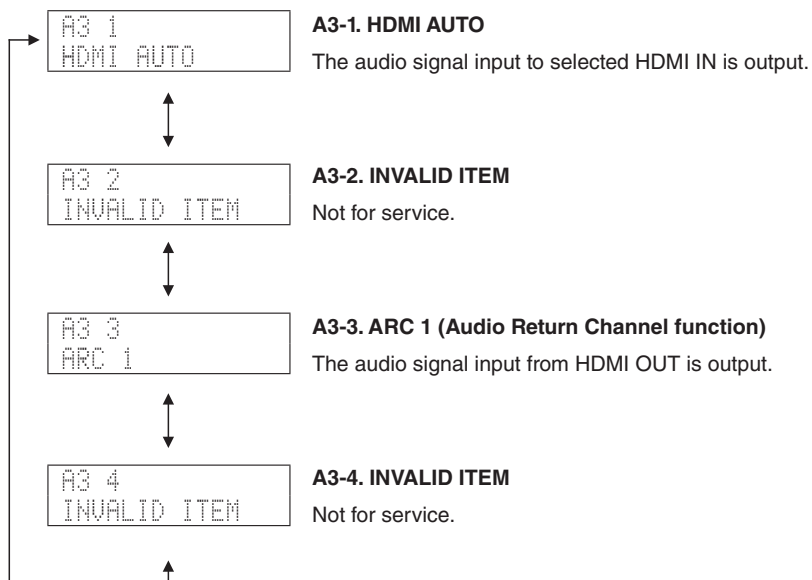 A3 1
HDMI AUTO
A3-1. HDMI AUTO
The audio signal input to selected HDMI IN is output.
A3 2
INVALID ITEM
A3-2. INVALID ITEM
Not for service.
A3 3
ARC 1
A3-3. ARC 1 (Audio Return Channel function)
The audio signal input from HDMI OUT is output.
A3 4
INVALID ITEM
A3-4. INVALID ITEM
Not for service.